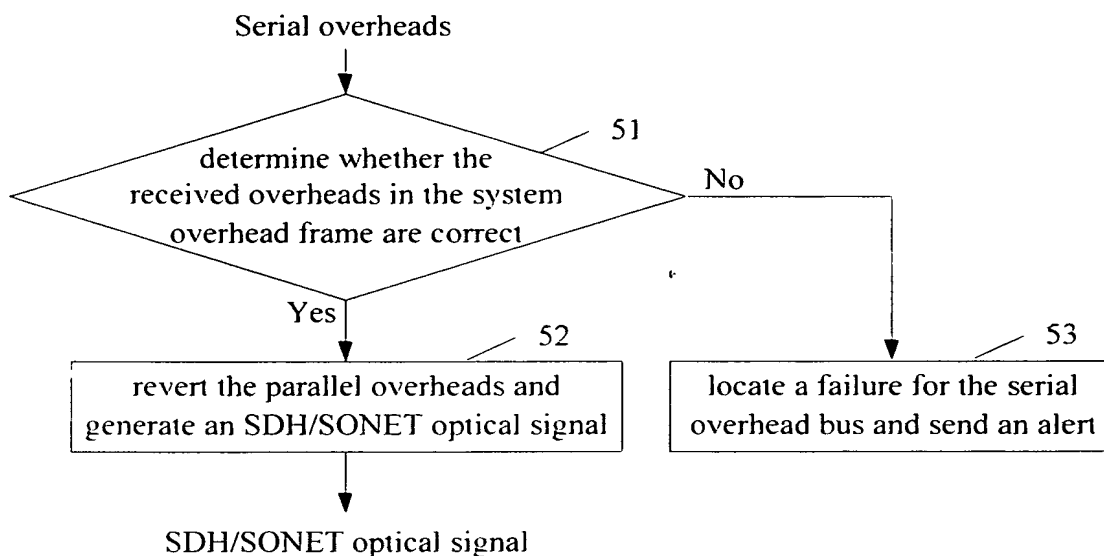 Serial overheads
51
determine whether the
received overheads in the system
overhead frame are correct
No
Yes
52
revert the parallel overheads and
generate an SDH/SONET optical signal
53
locate a failure for the serial
overhead bus and send an alert
SDH/SONET optical signal